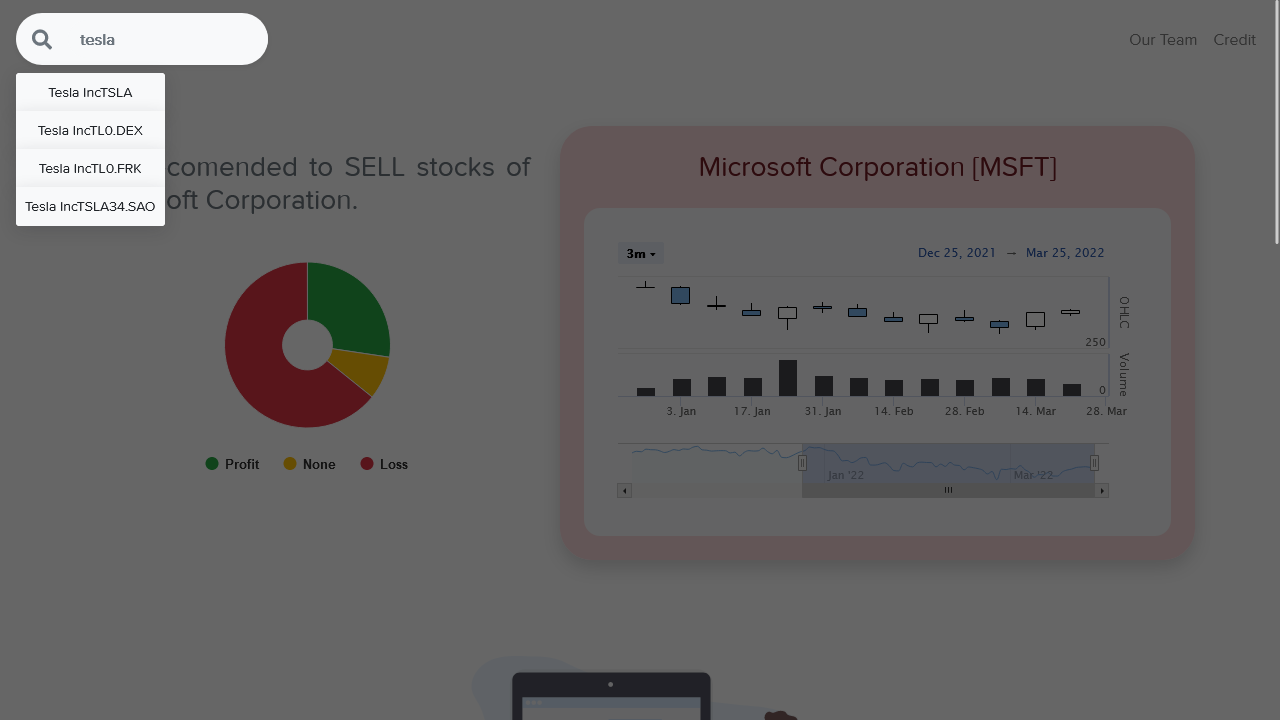 tesla
Our Team Credit
Tesla IncTSLA
Tesla IncTL0.DEX
Tesla IncTL0.FRK
Tesla IncTSLA34.SAO
comended to SELL stocks of
oft Corporation.
Profit None Loss
Microsoft Corporation [MSFT]
3m
Dec 25, 2021 → Mar 25, 2022
OHLC
250
Volume
0
3. Jan 17. Jan 31. Jan 14. Feb 28. Feb 14. Mar 28. Mar
Jan '22 Mar '22